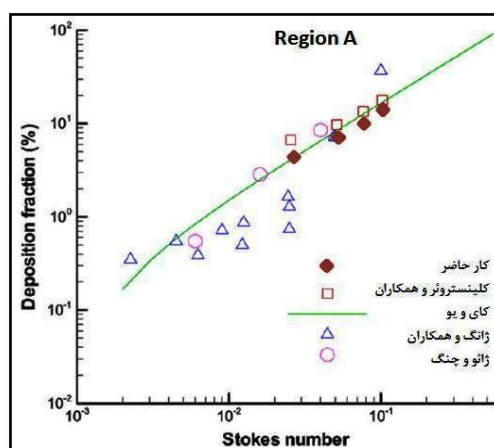 Region A
10²
10¹
10⁰
10⁻¹
10⁻²
Deposition fraction (%)
کار حاضر
کلینستروئر و همکاران
کای و یو
ژانگ و همکاران
ژائو و چنگ
10⁻³
10⁻²
10⁻¹
Stokes number